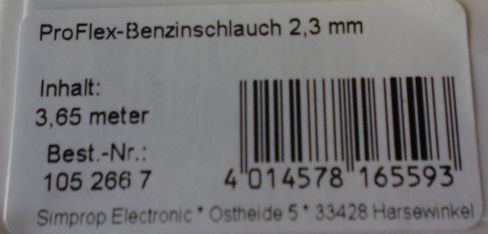 ProFlex-Benzinschlauch 2,3 mm
Inhalt:
3,65 meter
Best.-Nr.:
105 266 7
4 014578 165593
Simprop Electronic * Ostheide 5 * 33428 Harsewinkel